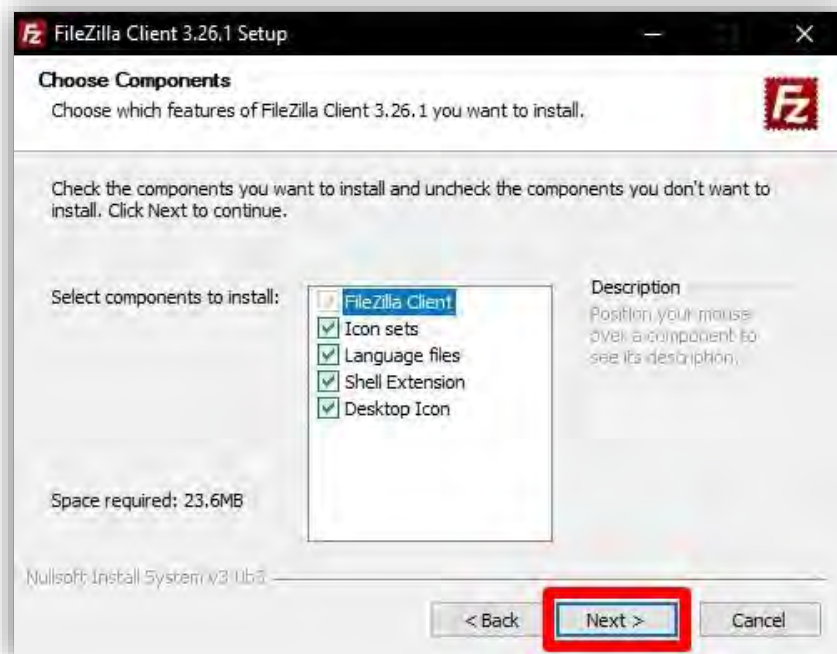 Fz FileZilla Client 3.26.1 Setup
Choose Components
Choose which features of FileZilla Client 3.26.1 you want to install.
Fz
Check the components you want to install and uncheck the components you don't want to
install. Click Next to continue.
Select components to install:
FileZilla Client
Icon sets
Language files
Shell Extension
Desktop Icon
Description
Position your mouse
over a component to
see its description.
Space required: 23.6MB
Nullsoft Install System
< Back
Next >
Cancel